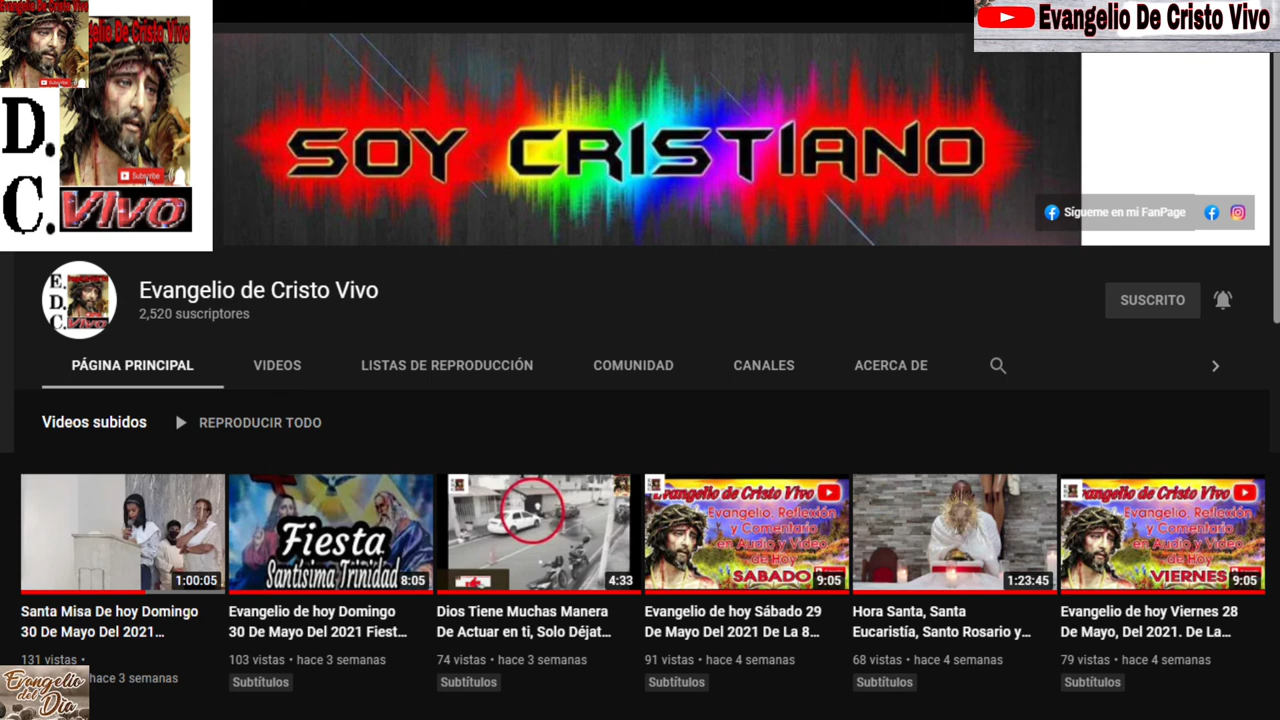 Evangelio De Cristo Vivo
Evangelio De Cristo Vivo
D.
C. Vivo
Subscribe
SOY CRISTIANO
Sígueme en mi FanPage
E.
D.
C. Vivo
Evangelio de Cristo Vivo
2,520 suscriptores
SUSCRITO
PÁGINA PRINCIPAL
VIDEOS
LISTAS DE REPRODUCCIÓN
COMUNIDAD
CANALES
ACERCA DE
Videos subidos
REPRODUCIR TODO
1:00:05
Santa Misa De hoy Domingo
30 De Mayo Del 2021...
131 vistas •
hace 3 semanas
Fiesta
Santísima Trinidad
8:05
Evangelio de hoy Domingo
30 De Mayo Del 2021 Fiest...
103 vistas • hace 3 semanas
Subtítulos
4:33
Dios Tiene Muchas Manera
De Actuar en ti, Solo Déjat...
74 vistas • hace 3 semanas
Subtítulos
Evangelio de Cristo Vivo
Evangelio, Reflexión
y Comentario
en Audio y Video
de Hoy
SABADO
9:05
Evangelio de hoy Sábado 29
De Mayo Del 2021 De La 8...
91 vistas • hace 4 semanas
Subtítulos
1:23:45
Hora Santa, Santa
Eucaristía, Santo Rosario y...
68 vistas • hace 4 semanas
Subtítulos
Evangelio de Cristo Vivo
Evangelio, Reflexión
y Comentario
en Audio y Video
de Hoy
VIERNES
9:05
Evangelio de hoy Viernes 28
De Mayo, Del 2021. De La...
79 vistas • hace 4 semanas
Subtítulos
Evangelio
del
Día